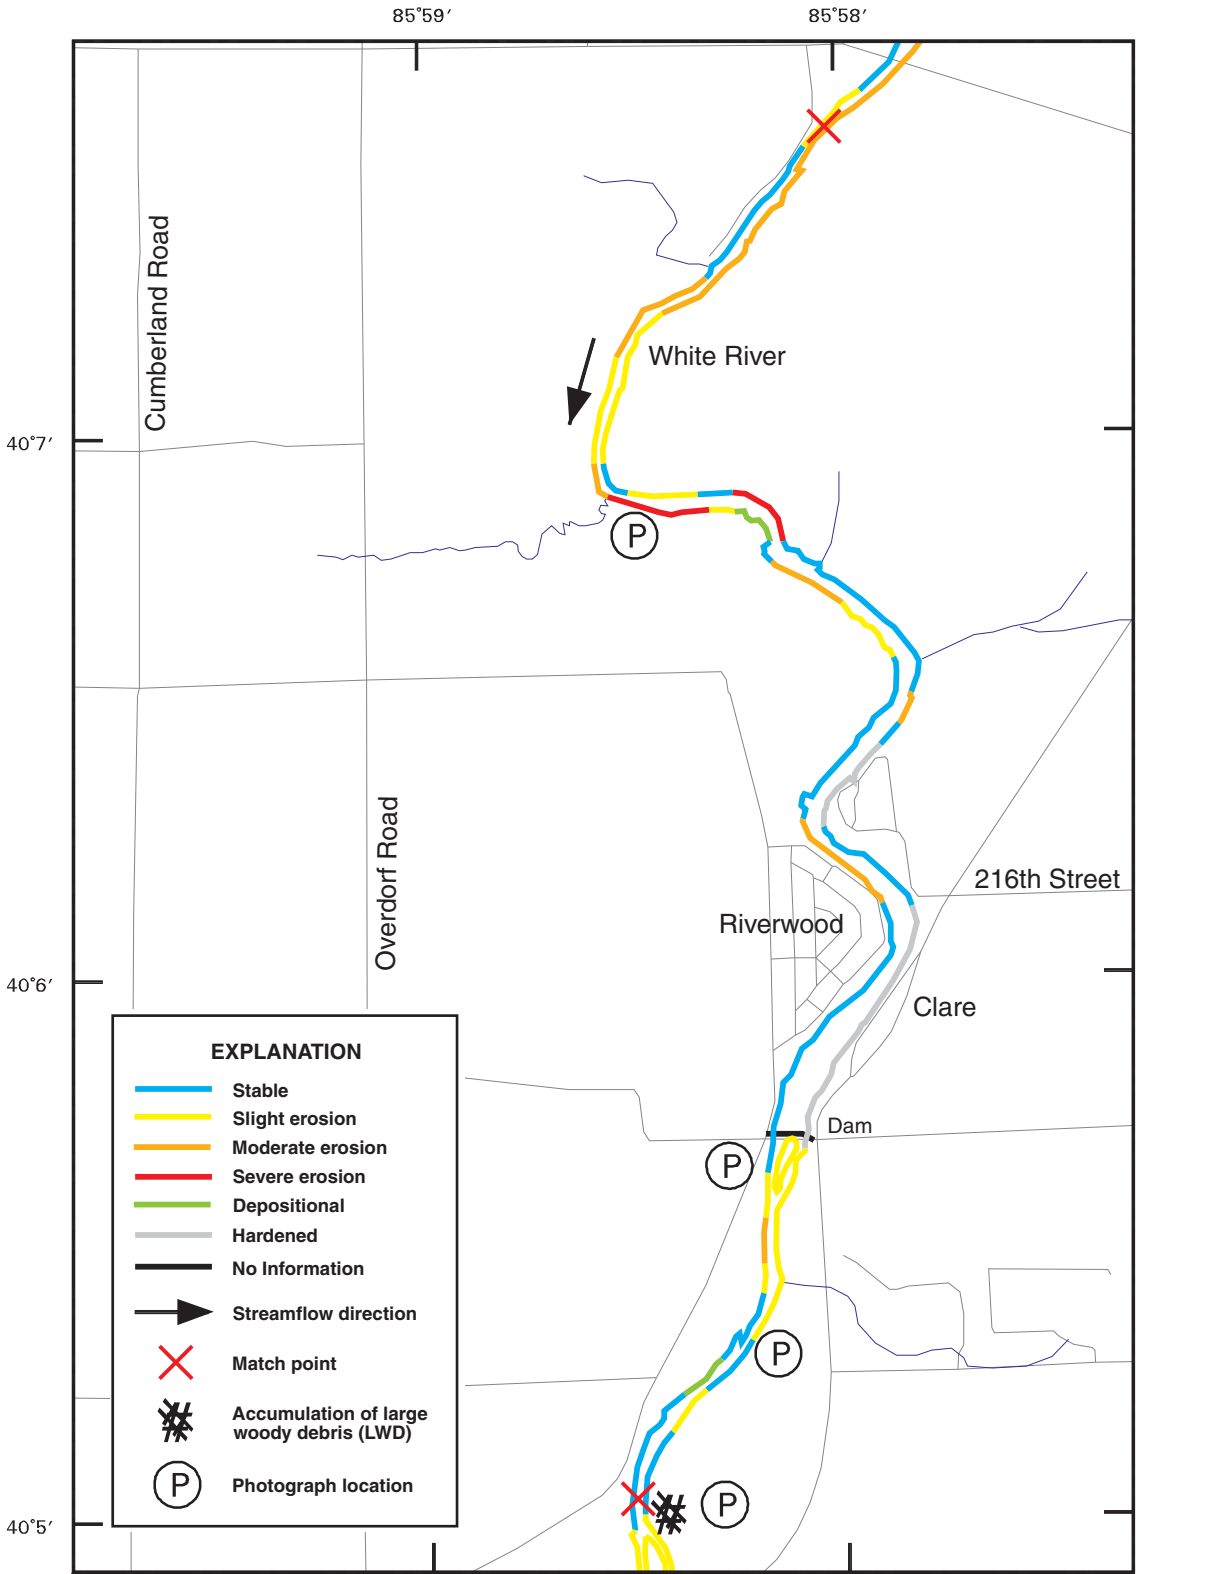 85°59′
85°58′
Cumberland Road
White River
40°7′
P
Overdorf Road
216th Street
Riverwood
40°6′
Clare
Dam
P
P
P
40°5′
EXPLANATION
Stable
Slight erosion
Moderate erosion
Severe erosion
Depositional
Hardened
No Information
Streamflow direction
Match point
Accumulation of large
woody debris (LWD)
P
Photograph location